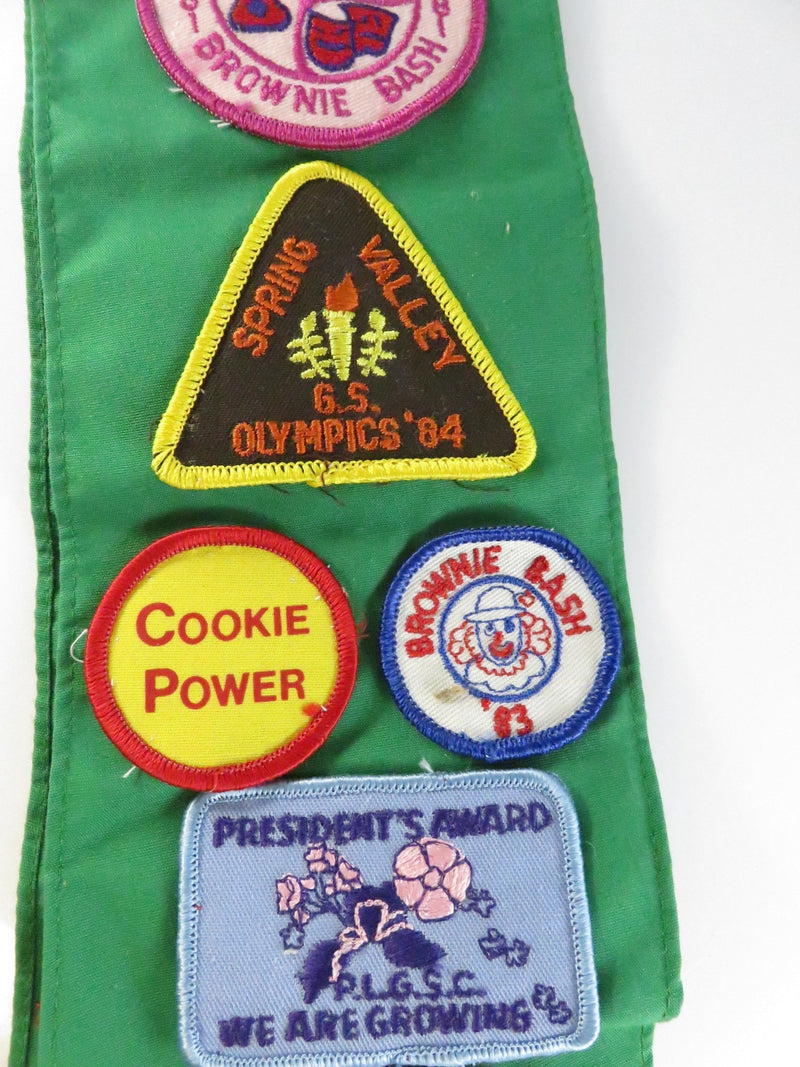 BROWNIE BASH
SPRING VALLEY
G.S.
OLYMPICS '84
COOKIE
POWER
BROWNIE BASH
'83
PRESIDENT'S AWARD
P.L.G.S.C.
WE ARE GROWING